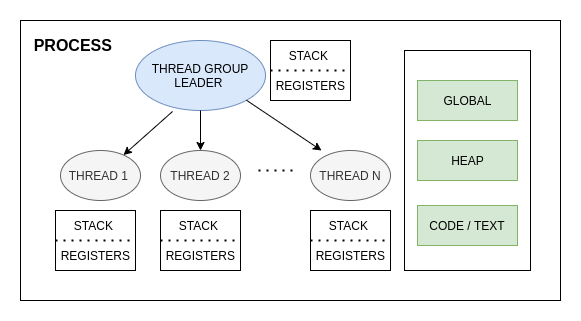 PROCESS
THREAD GROUP
LEADER
STACK
REGISTERS
THREAD 1
THREAD 2
THREAD N
STACK
REGISTERS
STACK
REGISTERS
STACK
REGISTERS
GLOBAL
HEAP
CODE / TEXT